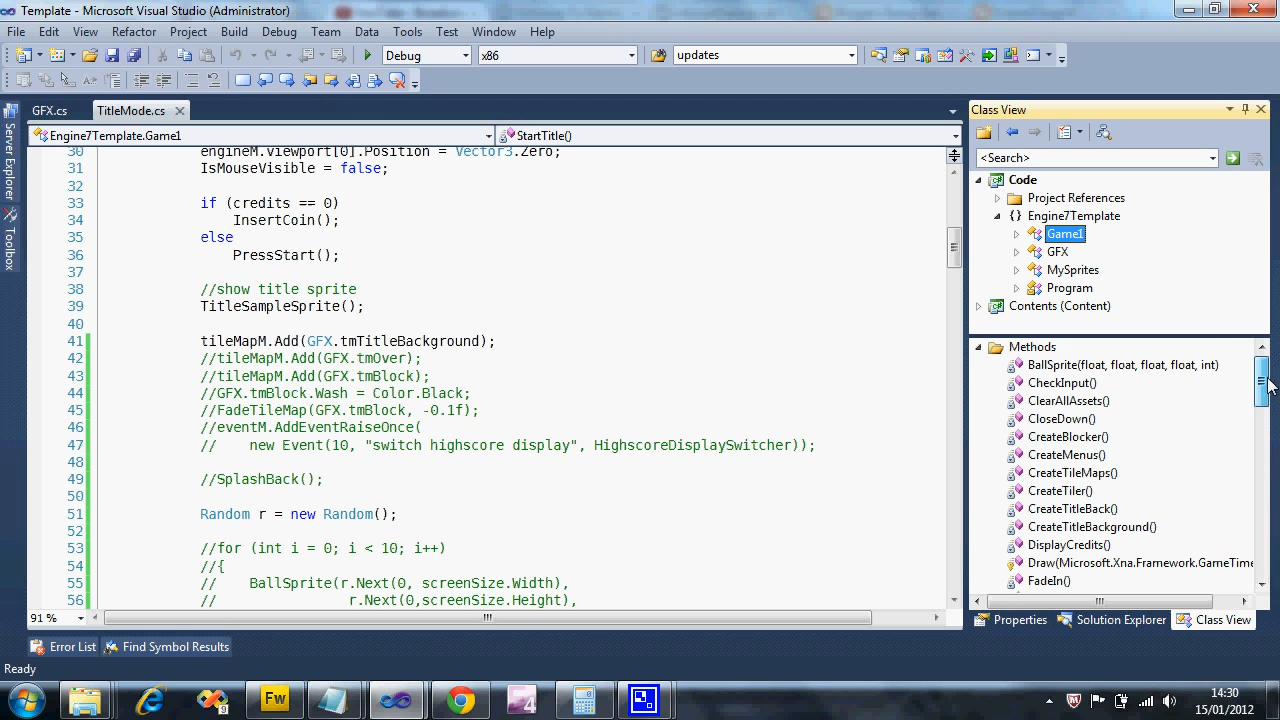 Template - Microsoft Visual Studio (Administrator)
File Edit View Refactor Project Build Debug Team Data Tools Test Window Help
Debug x86 updates
GFX.cs TitleMode.cs
Class View
Engine7Template.Game1 StartTitle()
<Search>
Server Explorer
Toolbox
30 engineM.Viewport[0].Position = Vector3.Zero;
31 IsMouseVisible = false;
32
33 if (credits == 0)
34 InsertCoin();
35 else
36 PressStart();
37
38 //show title sprite
39 TitleSampleSprite();
40
41 tileMapM.Add(GFX.tmTitleBackground);
42 //tileMapM.Add(GFX.tmOver);
43 //tileMapM.Add(GFX.tmBlock);
44 //GFX.tmBlock.Wash = Color.Black;
45 //FadeTileMap(GFX.tmBlock, -0.1f);
46 //eventM.AddEventRaiseOnce(
47 // new Event(10, "switch highscore display", HighscoreDisplaySwitcher));
48
49 //SplashBack();
50
51 Random r = new Random();
52
53 //for (int i = 0; i < 10; i++)
54 //{
55 // BallSprite(r.Next(0, screenSize.Width),
56 // r.Next(0,screenSize.Height),
91 %
Code
Project References
Engine7Template
Game1
GFX
MySprites
Program
Contents (Content)
Methods
BallSprite(float, float, float, float, int)
CheckInput()
ClearAllAssets()
CloseDown()
CreateBlocker()
CreateMenus()
CreateTileMaps()
CreateTiler()
CreateTitleBack()
CreateTitleBackground()
DisplayCredits()
Draw(Microsoft.Xna.Framework.GameTime
FadeIn()
Properties Solution Explorer Class View
Error List Find Symbol Results
Ready
Fw
4
14:30
15/01/2012